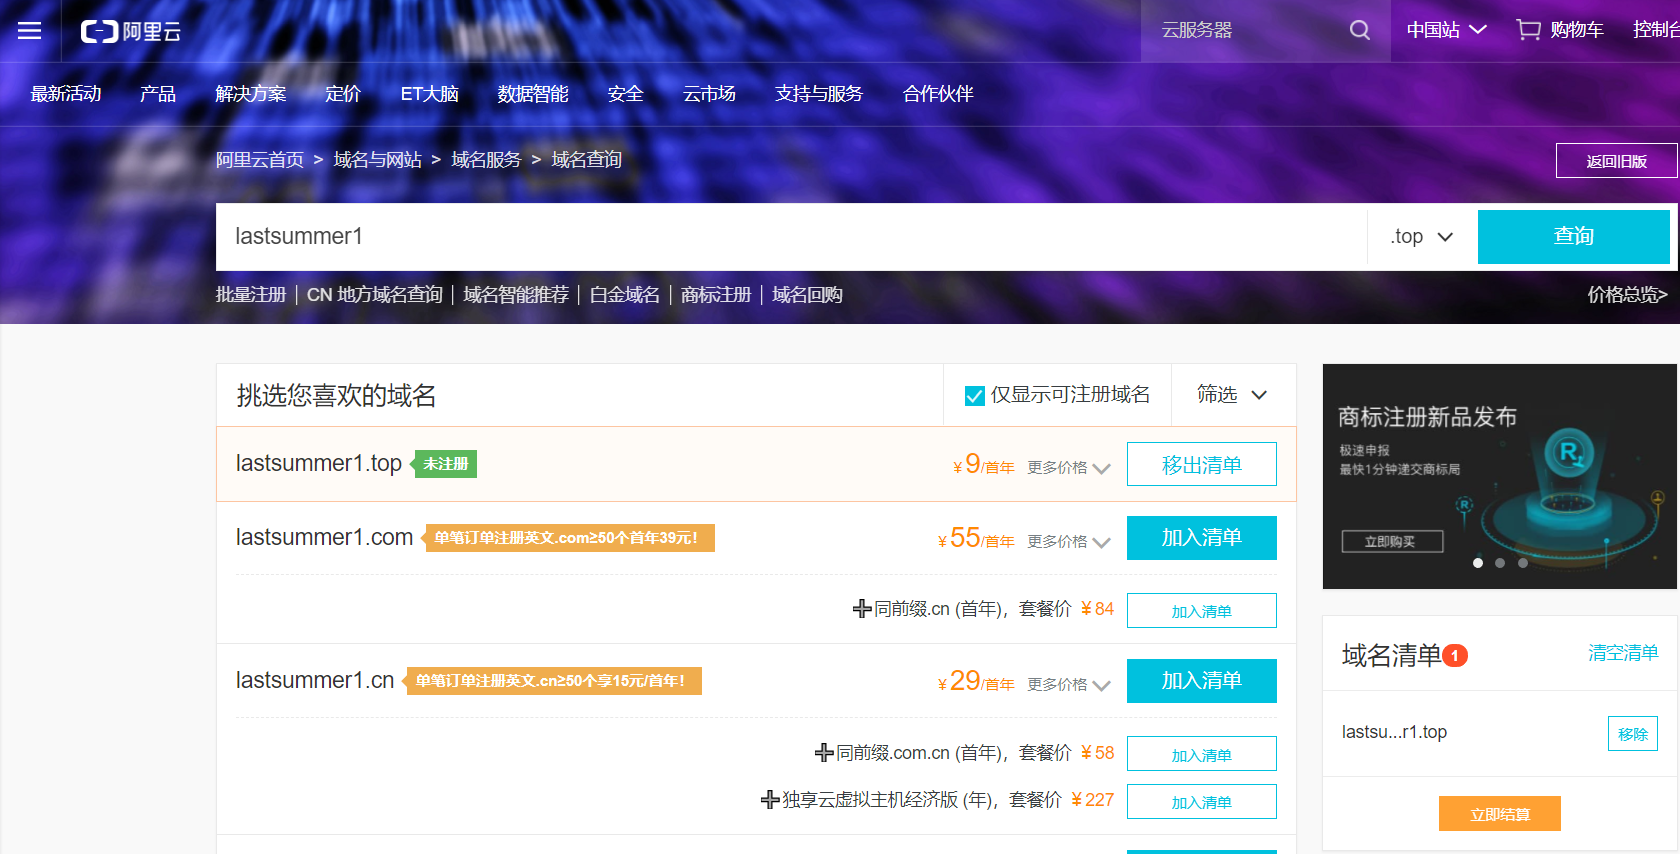 阿里云
云服务器
中国站
购物车
控制台
最新活动 产品 解决方案 定价 ET大脑 数据智能 安全 云市场 支持与服务 合作伙伴
阿里云首页 > 域名与网站 > 域名服务 > 域名查询
返回旧版
lastsummer1
.top
查询
批量注册 | CN 地方域名查询 | 域名智能推荐 | 白金域名 | 商标注册 | 域名回购
价格总览>
挑选您喜欢的域名
仅显示可注册域名
筛选
lastsummer1.top 未注册 ¥9/首年 更多价格 移出清单
lastsummer1.com 单笔订单注册英文.com≥50个首年39元! ¥55/首年 更多价格 加入清单
同前缀.cn (首年)，套餐价 ¥84 加入清单
lastsummer1.cn 单笔订单注册英文.cn≥50个享15元/首年! ¥29/首年 更多价格 加入清单
同前缀.com.cn (首年)，套餐价 ¥58 加入清单
独享云虚拟主机经济版 (年)，套餐价 ¥227 加入清单
商标注册新品发布
极速申报
最快1分钟递交商标局
R
R
立即购买
域名清单 1 清空清单
lastsu...r1.top 移除
立即结算